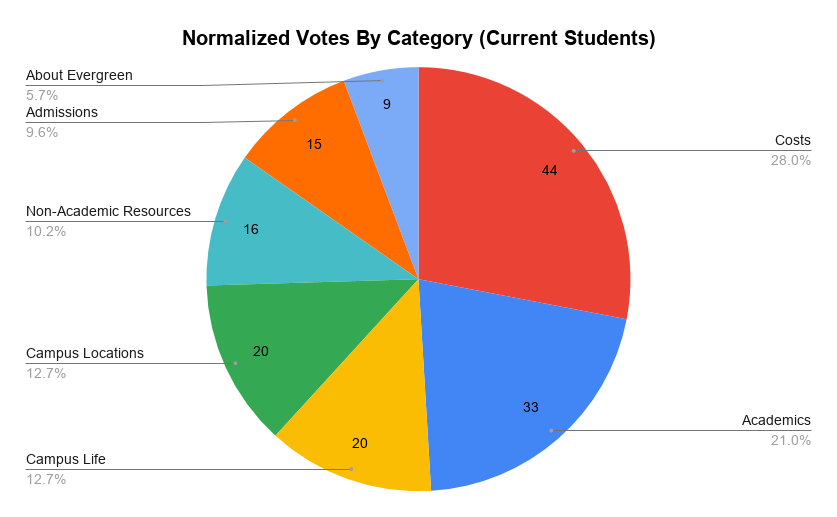 Normalized Votes By Category (Current Students)
About Evergreen
5.7%
Admissions
9.6%
Non-Academic Resources
10.2%
Campus Locations
12.7%
Campus Life
12.7%
Costs
28.0%
Academics
21.0%
9
15
16
20
20
44
33